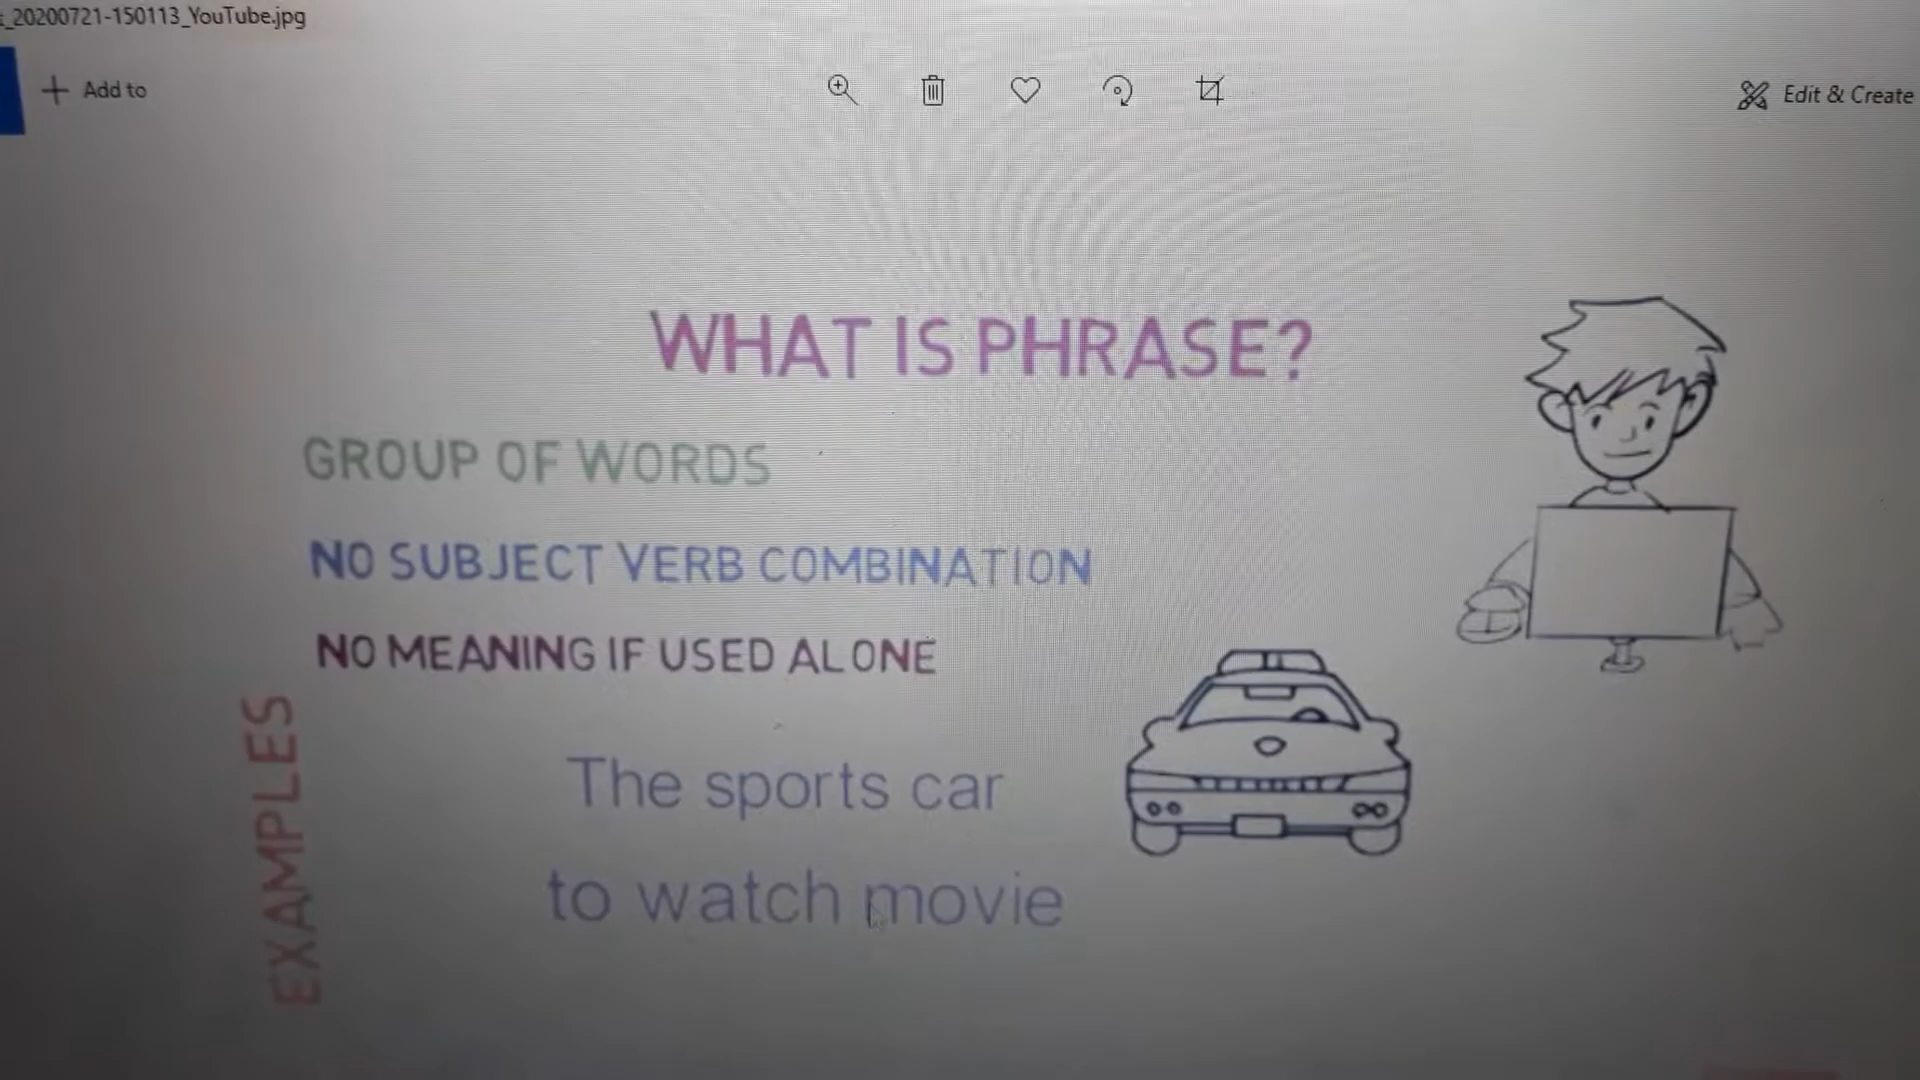 _20200721-150113_YouTube.jpg
Add to
Edit & Create
WHAT IS PHRASE?
GROUP OF WORDS
NO SUBJECT VERB COMBINATION
NO MEANING IF USED ALONE
EXAMPLES
The sports car
to watch movie